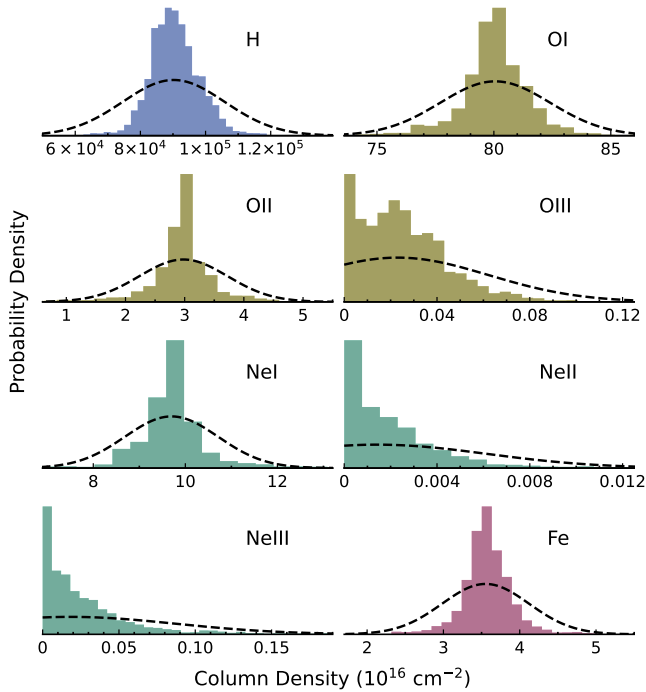 H
OI
6 × 10⁴ 8×10⁴ 1×10⁵ 1.2×10⁵
75 80 85
OII
OIII
1 2 3 4 5
0 0.04 0.08 0.12
Probability Density
NeI
NeII
8 10 12
0 0.004 0.008 0.012
NeIII
Fe
0 0.05 0.10 0.15
2 3 4 5
Column Density (10¹⁶ cm⁻²)